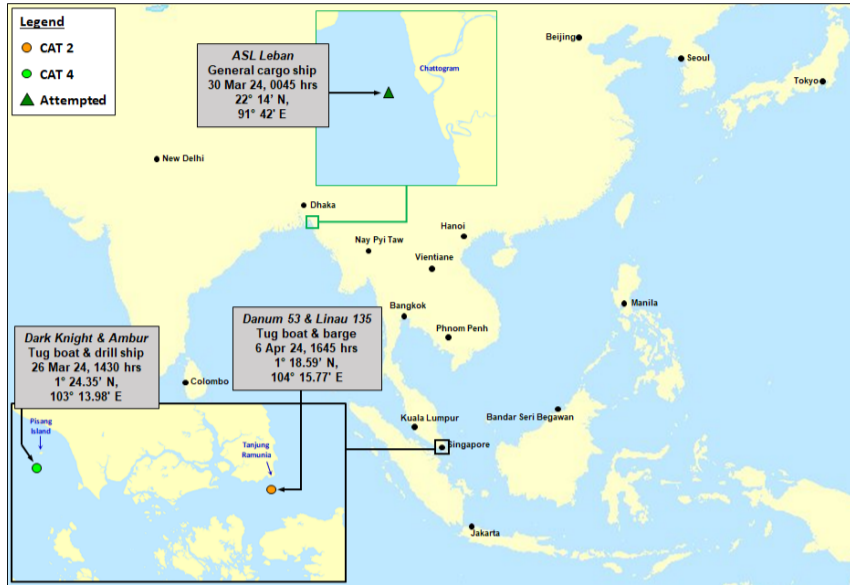 Legend
CAT 2
CAT 4
Attempted
ASL Leban
General cargo ship
30 Mar 24, 0045 hrs
22° 14' N,
91° 42' E
Chattogram
Beijing
Seoul
Tokyo
New Delhi
Dhaka
Hanoi
Nay Pyi Taw
Vientiane
Bangkok
Manila
Phnom Penh
Colombo
Kuala Lumpur
Bandar Seri Begawan
Singapore
Jakarta
Dark Knight & Ambur
Tug boat & drill ship
26 Mar 24, 1430 hrs
1° 24.35' N,
103° 13.98' E
Danum 53 & Linau 135
Tug boat & barge
6 Apr 24, 1645 hrs
1° 18.59' N,
104° 15.77' E
Pisang
Island
Tanjung
Ramunia